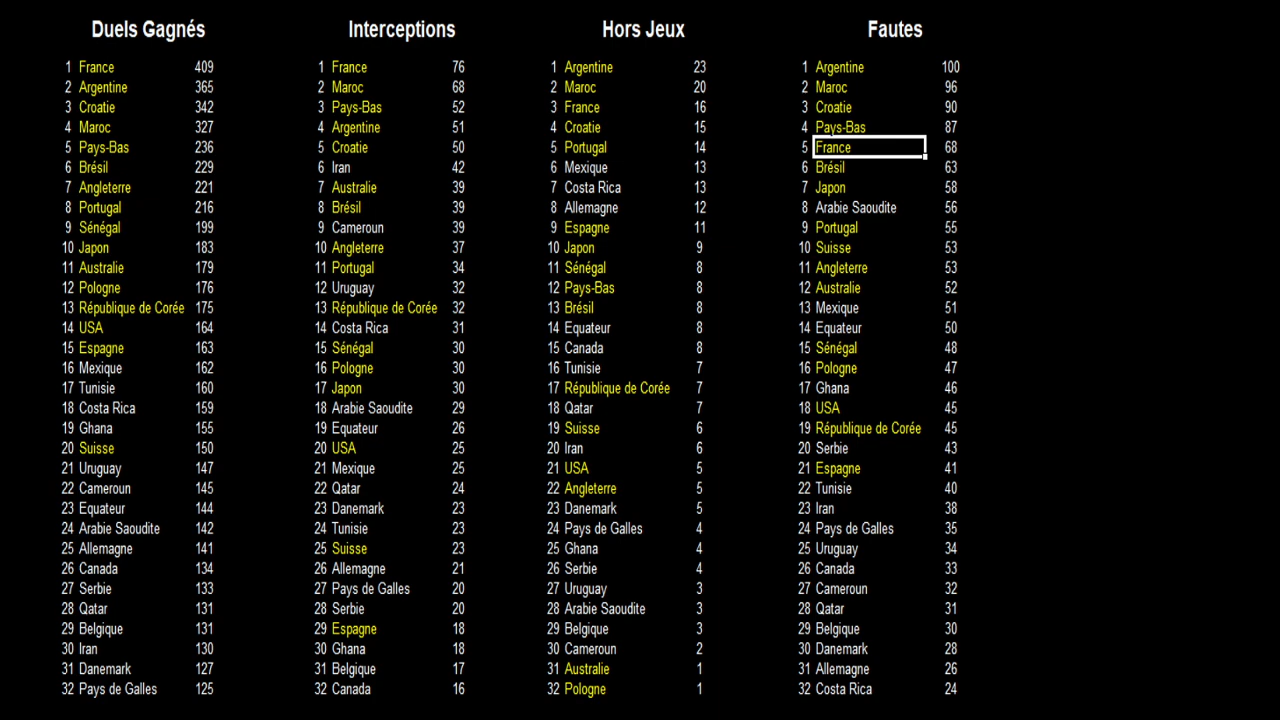 Duels Gagnés Interceptions Hors Jeux Fautes
1 France 409 1 France 76 1 Argentine 23 1 Argentine 100
2 Argentine 365 2 Maroc 68 2 Maroc 20 2 Maroc 96
3 Croatie 342 3 Pays-Bas 52 3 France 16 3 Croatie 90
4 Maroc 327 4 Argentine 51 4 Croatie 15 4 Pays-Bas 87
5 Pays-Bas 236 5 Croatie 50 5 Portugal 14 5 France 68
6 Brésil 229 6 Iran 42 6 Mexique 13 6 Brésil 63
7 Angleterre 221 7 Australie 39 7 Costa Rica 13 7 Japon 58
8 Portugal 216 8 Brésil 39 8 Allemagne 12 8 Arabie Saoudite 56
9 Sénégal 199 9 Cameroun 39 9 Espagne 11 9 Portugal 55
10 Japon 183 10 Angleterre 37 10 Japon 9 10 Suisse 53
11 Australie 179 11 Portugal 34 11 Sénégal 8 11 Angleterre 53
12 Pologne 176 12 Uruguay 32 12 Pays-Bas 8 12 Australie 52
13 République de Corée 175 13 République de Corée 32 13 Brésil 8 13 Mexique 51
14 USA 164 14 Costa Rica 31 14 Equateur 8 14 Equateur 50
15 Espagne 163 15 Sénégal 30 15 Canada 8 15 Sénégal 48
16 Mexique 162 16 Pologne 30 16 Tunisie 7 16 Pologne 47
17 Tunisie 160 17 Japon 30 17 République de Corée 7 17 Ghana 46
18 Costa Rica 159 18 Arabie Saoudite 29 18 Qatar 7 18 USA 45
19 Ghana 155 19 Equateur 26 19 Suisse 6 19 République de Corée 45
20 Suisse 150 20 USA 25 20 Iran 6 20 Serbie 43
21 Uruguay 147 21 Mexique 25 21 USA 5 21 Espagne 41
22 Cameroun 145 22 Qatar 24 22 Angleterre 5 22 Tunisie 40
23 Equateur 144 23 Danemark 23 23 Danemark 5 23 Iran 38
24 Arabie Saoudite 142 24 Tunisie 23 24 Pays de Galles 4 24 Pays de Galles 35
25 Allemagne 141 25 Suisse 23 25 Ghana 4 25 Uruguay 34
26 Canada 134 26 Allemagne 21 26 Serbie 4 26 Canada 33
27 Serbie 133 27 Pays de Galles 20 27 Uruguay 3 27 Cameroun 32
28 Qatar 131 28 Serbie 20 28 Arabie Saoudite 3 28 Qatar 31
29 Belgique 131 29 Espagne 18 29 Belgique 3 29 Belgique 30
30 Iran 130 30 Ghana 18 30 Cameroun 2 30 Danemark 28
31 Danemark 127 31 Belgique 17 31 Australie 1 31 Allemagne 26
32 Pays de Galles 125 32 Canada 16 32 Pologne 1 32 Costa Rica 24